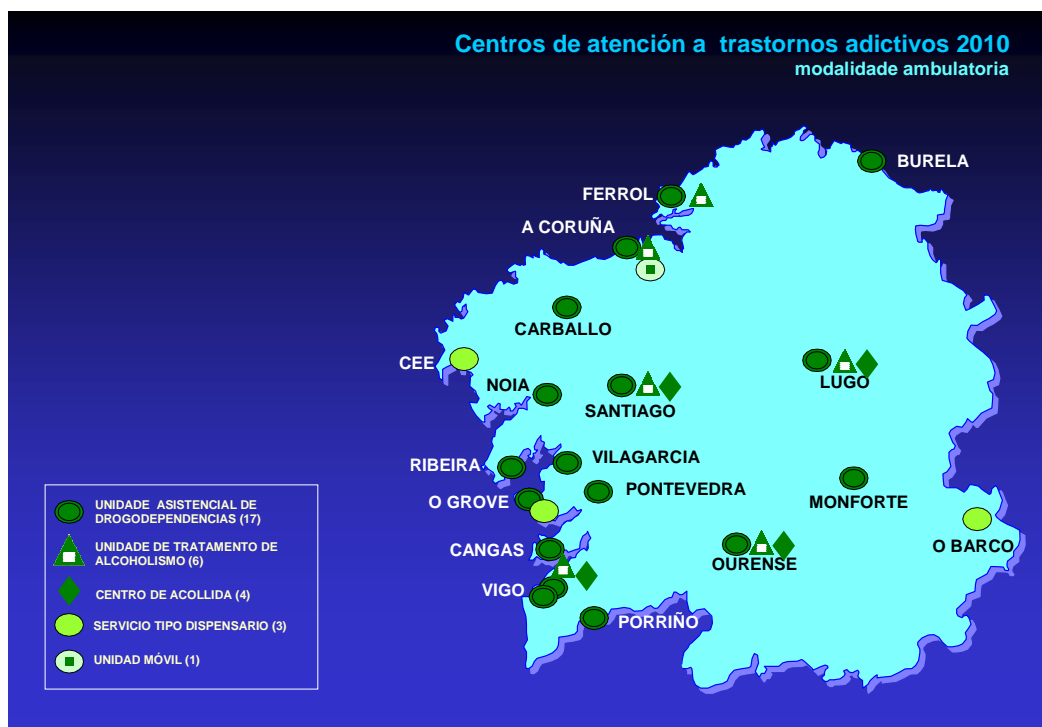 Centros de atención a trastornos adictivos 2010
modalidade ambulatoria
BURELA
FERROL
A CORUÑA
CARBALLO
CEE
LUGO
NOIA
SANTIAGO
VILAGARCIA
RIBEIRA
PONTEVEDRA
MONFORTE
O GROVE
O BARCO
CANGAS
OURENSE
VIGO
PORRIÑO
UNIDADE ASISTENCIAL DE
DROGODEPENDENCIAS (17)
UNIDADE DE TRATAMENTO DE
ALCOHOLISMO (6)
CENTRO DE ACOLLIDA (4)
SERVICIO TIPO DISPENSARIO (3)
UNIDAD MÓVIL (1)